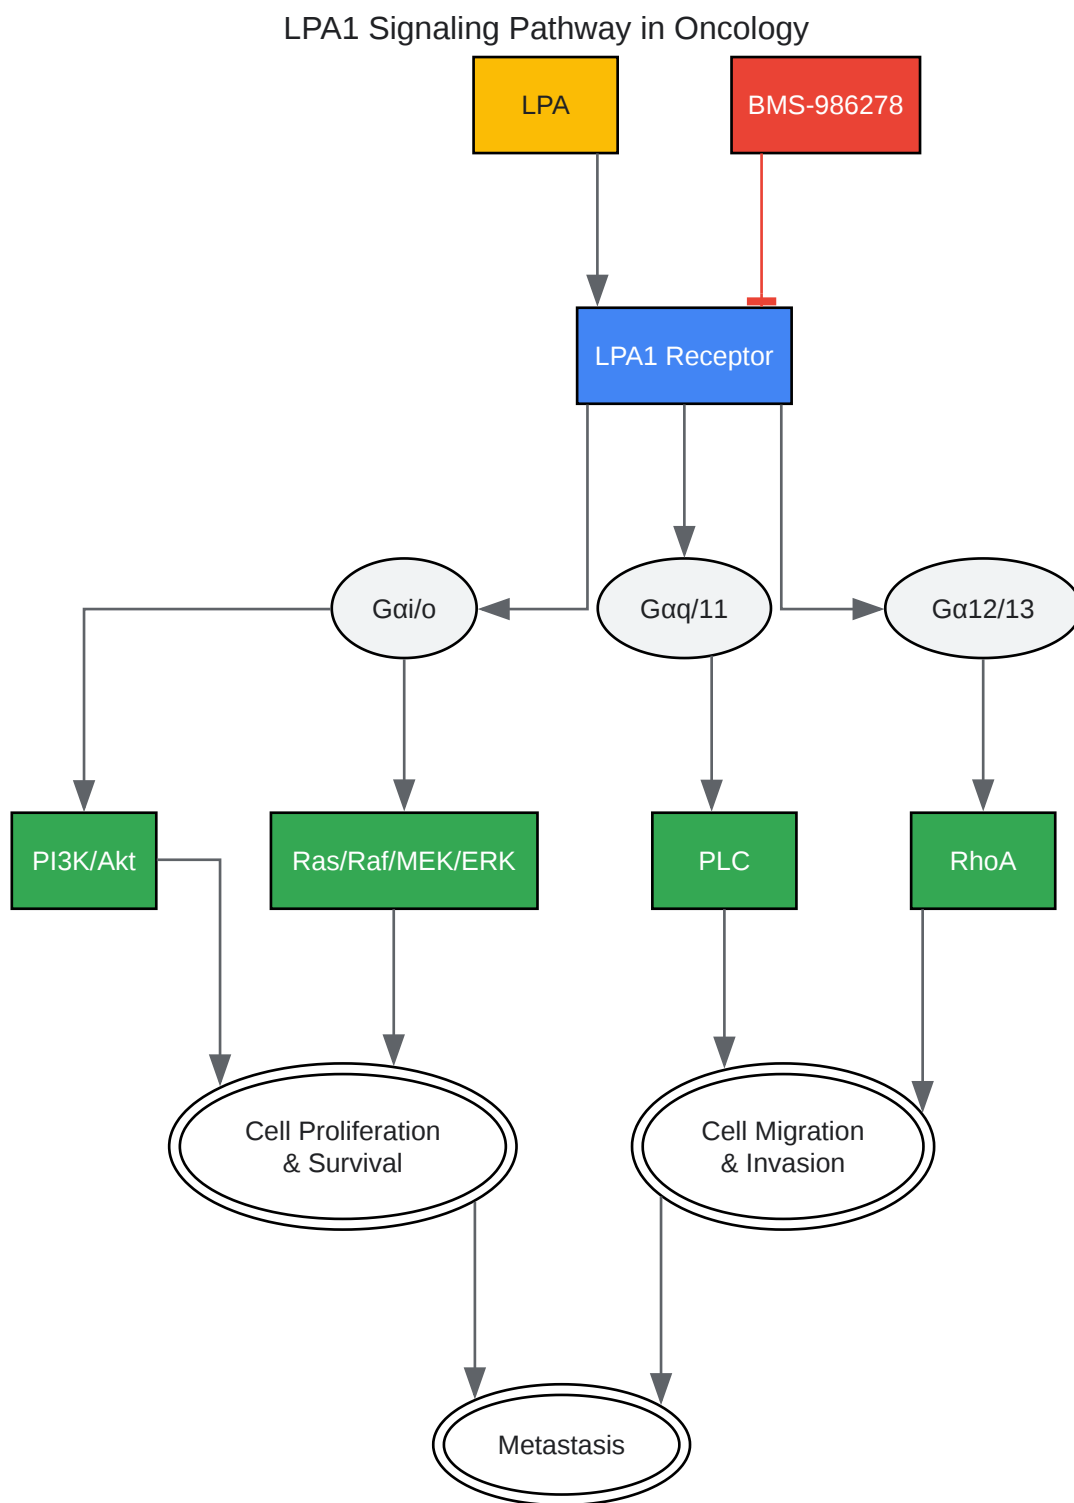 LPA1 Signaling Pathway in Oncology
LPA
BMS-986278
LPA1 Receptor
Gαi/o
Gαq/11
Gα12/13
PI3K/Akt
Ras/Raf/MEK/ERK
PLC
RhoA
Cell Proliferation
& Survival
Cell Migration
& Invasion
Metastasis